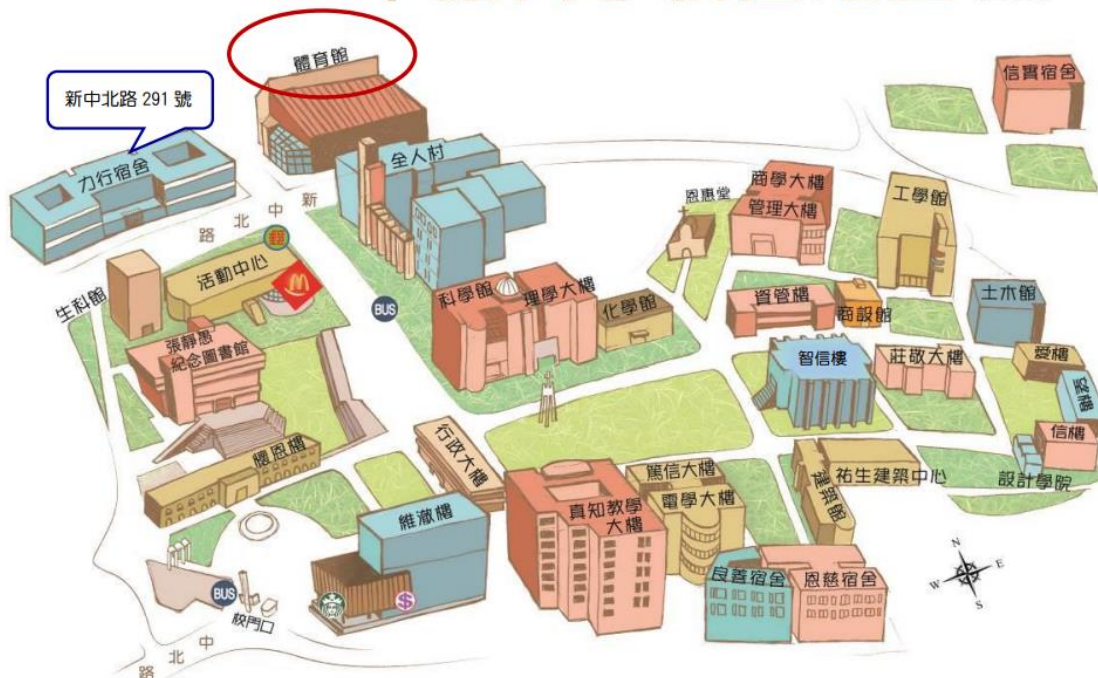 體育館
信實宿舍
新中北路 291 號
力行宿舍
全人村
新中北路
恩惠堂
商學大樓
管理大樓
工學館
活動中心
生科館
BUS
科學館
理學大樓
化學館
資管樓
商設館
土木館
張靜愚
紀念圖書館
智信樓
莊敬大樓
愛樓
望樓
信樓
設計學院
懷恩樓
行政大樓
篤信大樓
電學大樓
真知教學
大樓
祐生建築中心
建築館
維澈樓
良善宿舍
恩慈宿舍
N
W
E
S
BUS
校門口
中北路